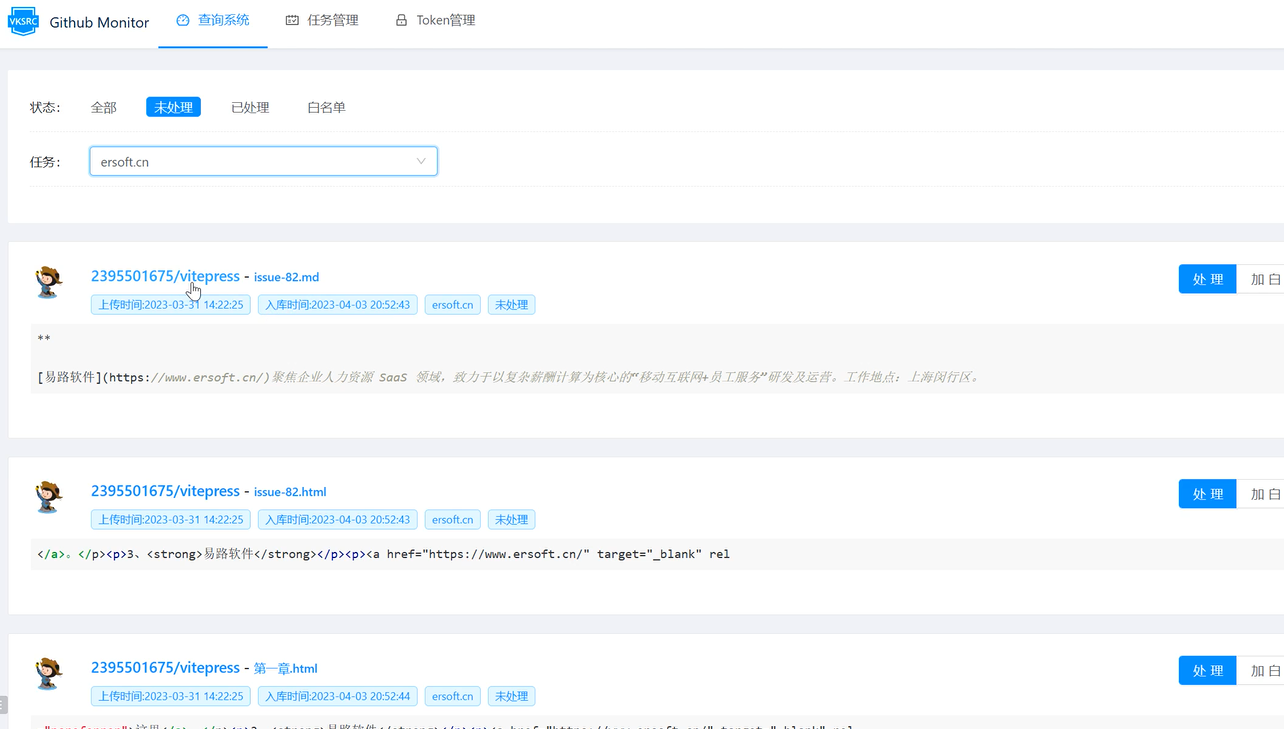 VKSRC Github Monitor 查询系统 任务管理 Token管理
状态: 全部 未处理 已处理 白名单
任务: ersoft.cn
2395501675/vitepress - issue-82.md
处 理 加 白
上传时间:2023-03-31 14:22:25 入库时间:2023-04-03 20:52:43 ersoft.cn 未处理
**
[易路软件](https://www.ersoft.cn/)聚焦企业人力资源 SaaS 领域，致力于以复杂薪酬计算为核心的“移动互联网+员工服务”研发及运营。工作地点：上海闵行区。
2395501675/vitepress - issue-82.html
处 理 加 白
上传时间:2023-03-31 14:22:25 入库时间:2023-04-03 20:52:43 ersoft.cn 未处理
</a>。</p><p>3、<strong>易路软件</strong></p><p><a href="https://www.ersoft.cn/" target="_blank" rel
2395501675/vitepress - 第一章.html
处 理 加 白
上传时间:2023-03-31 14:22:25 入库时间:2023-04-03 20:52:44 ersoft.cn 未处理